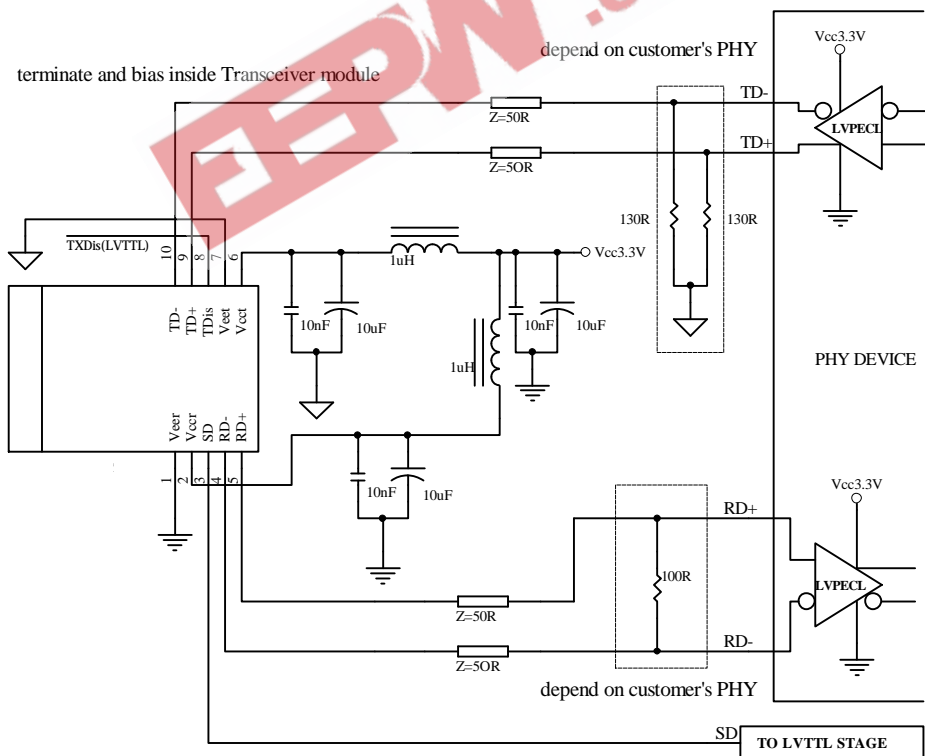 EEPW.c
depend on customer's PHY
Vcc3.3V
terminate and bias inside Transceiver module
TD-
Z=50R
LVPECL
TD+
Z=5OR
130R
130R
TXDis(LVTTL)
10
9
8
7
6
1uH
Vcc3.3V
10nF
10uF
10nF
10uF
TD-
TD+
TDis
Veet
Vcct
1uH
PHY DEVICE
Veer
Vccr
SD
RD-
RD+
1
2
3
4
5
10nF
10uF
Vcc3.3V
RD+
100R
LVPECL
Z=50R
RD-
Z=5OR
depend on customer's PHY
SD
TO LVTTL STAGE